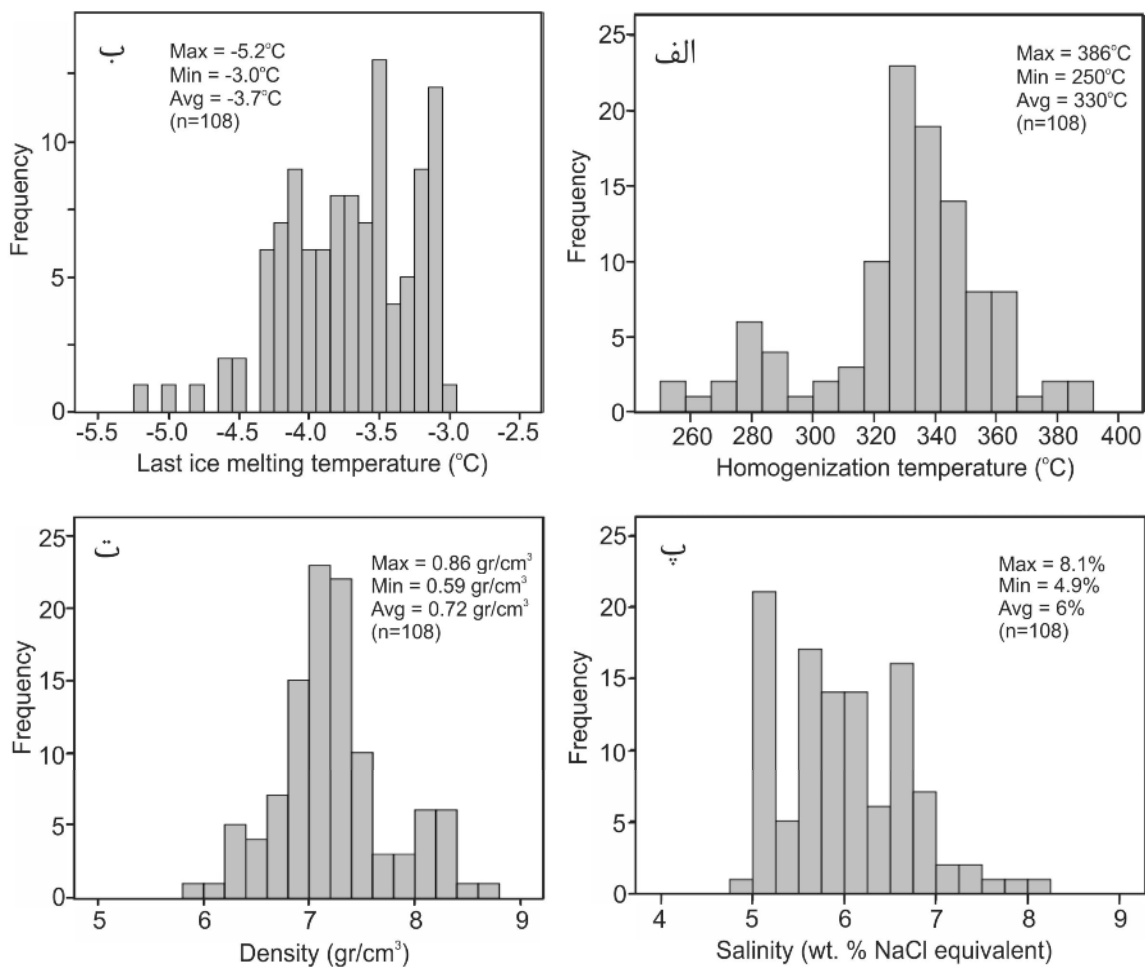 الف
Max = 386°C
Min = 250°C
Avg = 330°C
(n=108)
25
20
15
10
5
0
Frequency
260 280 300 320 340 360 380 400
Homogenization temperature (°C)
ب
Max = -5.2°C
Min = -3.0°C
Avg = -3.7°C
(n=108)
10
5
0
Frequency
-5.5 -5.0 -4.5 -4.0 -3.5 -3.0 -2.5
Last ice melting temperature (°C)
پ
Max = 8.1%
Min = 4.9%
Avg = 6%
(n=108)
25
20
15
10
5
0
Frequency
4 5 6 7 8 9
Salinity (wt. % NaCl equivalent)
ت
Max = 0.86 gr/cm³
Min = 0.59 gr/cm³
Avg = 0.72 gr/cm³
(n=108)
25
20
15
10
5
0
Frequency
5 6 7 8 9
Density (gr/cm³)